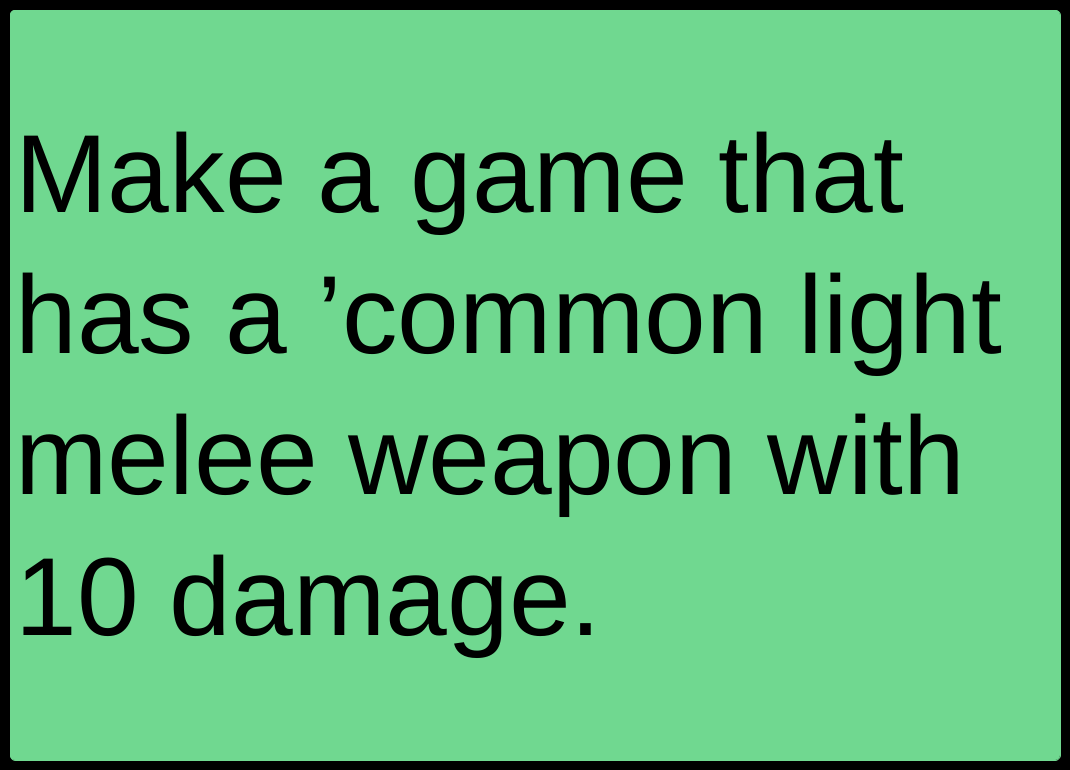 Make a game that
has a ’common light
melee weapon with
10 damage.